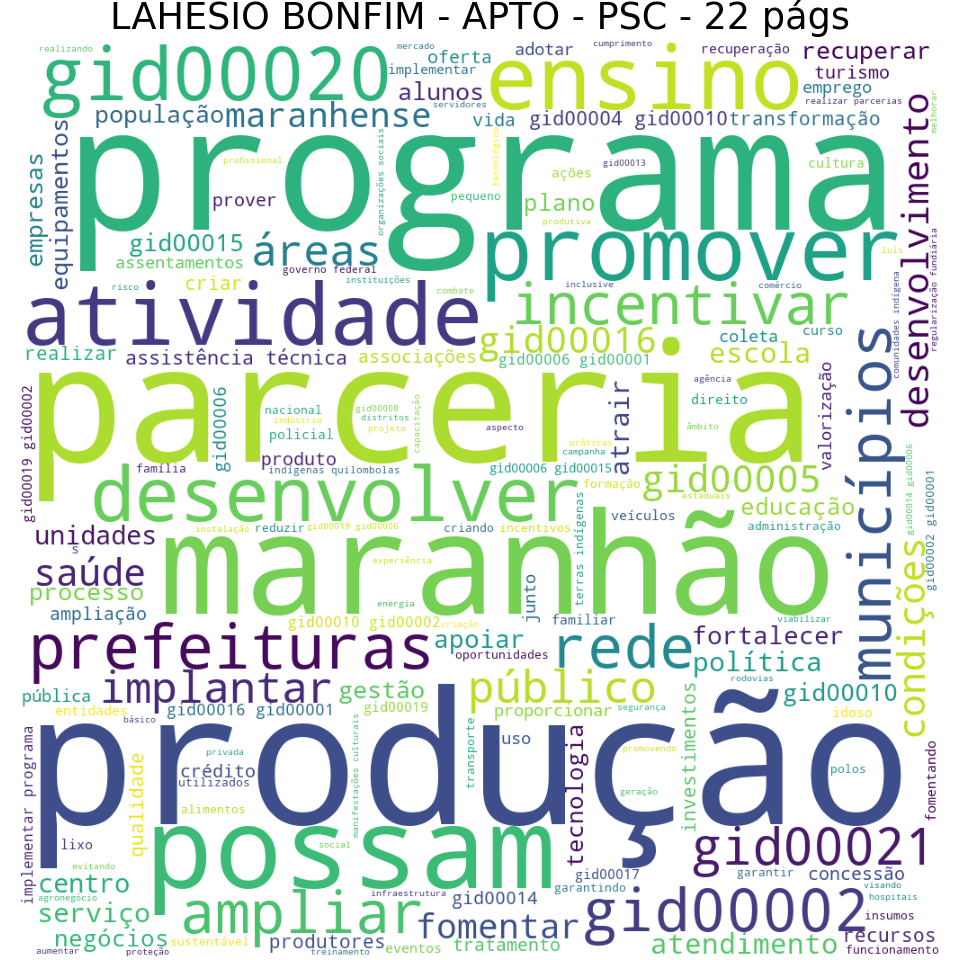 LAHESIO BONFIM - APTO - PSC - 22 págs
realizando
gid00020
mercado
implementar
oferta
alunos
servidores
ensino
adotar
cumprimento
recuperação
recuperar
turismo
emprego
realizar parcerias
melhorar
população
maranhense
vida
gid00004 gid00010
transformação
empresas
equipamentos
programa
profissional
prover
organizações sociais
tecnológica
pequeno
gid00013
ações
plano
produtiva
cultura
desenvolvimento
gid00015
assentamentos
áreas
governo federal
promover
luís
regularização fundiária
risco
criar
instituições
combate
inclusive
comércio
comunidades indígena
atividade
incentivar
gid00016
coleta
curso
realizar
assistência técnica
associações
gid00006 gid00001
escola
municípios
parceria
gid00019 gid00002
gid00006
nacional
gid00008
indústria
distritos
policial
projeto
capacitação
aspecto
agência
direito
âmbito
valorização
atrair
práticas
campanha
produto
família
indígenas quilombolas
gid00006 gid00015
formação
gid00005
estaduais
desenvolver
educação
administração
gid00014 gid00006
gid00002 gid00001
unidades
s
instalação
reduzir
gid00019 gid00006
criando
incentivos
veículos
terras indígenas
maranhão
saúde
processo
ampliação
experiência
energia
junto
familiar
viabilizar
condições
gid00010 gid00002
criação
prefeituras
apoiar
oportunidades
rede
fortalecer
política
rodovias
pública
implantar
gestão
público
gid00010
entidades
básico
gid00016 gid00001
gid00019
proporcionar
segurança
idoso
produção
implementar programa
qualidade
privada
crédito
utilizados
manifestações culturais
transporte
uso
tecnologia
promovendo
investimentos
polos
geração
fomentando
alimentos
lixo
social
possam
evitando
agronegócio
centro
gid00021
gid00017
garantindo
garantir
concessão
visando
hospitais
serviço
ampliar
infraestrutura
gid00014
fomentar
gid00002
insumos
negócios
sustentável
produtores
eventos
tratamento
atendimento
recursos
aumentar
proteção
treinamento
funcionamento